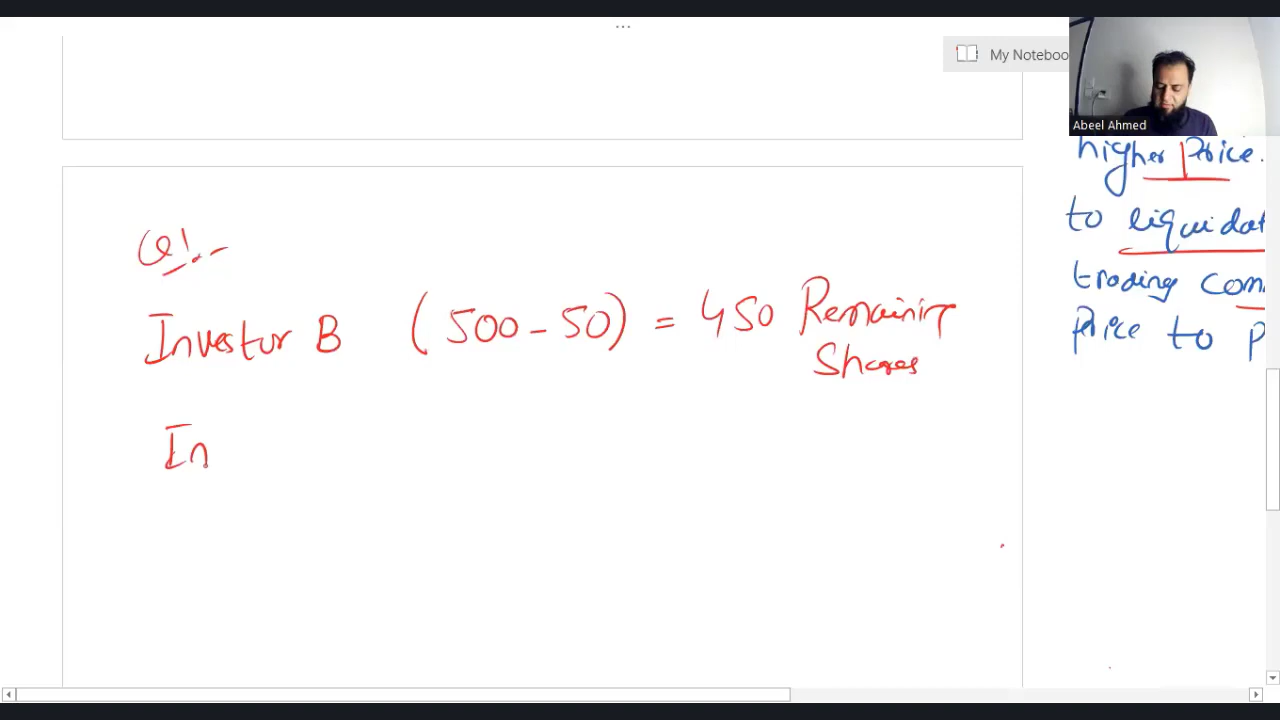 My Noteboo
Abeel Ahmed
higher Price.
to liquidat
trading com
Price to P
Q1.-
Investor B (500-50) = 450 Remaining
Shares
In